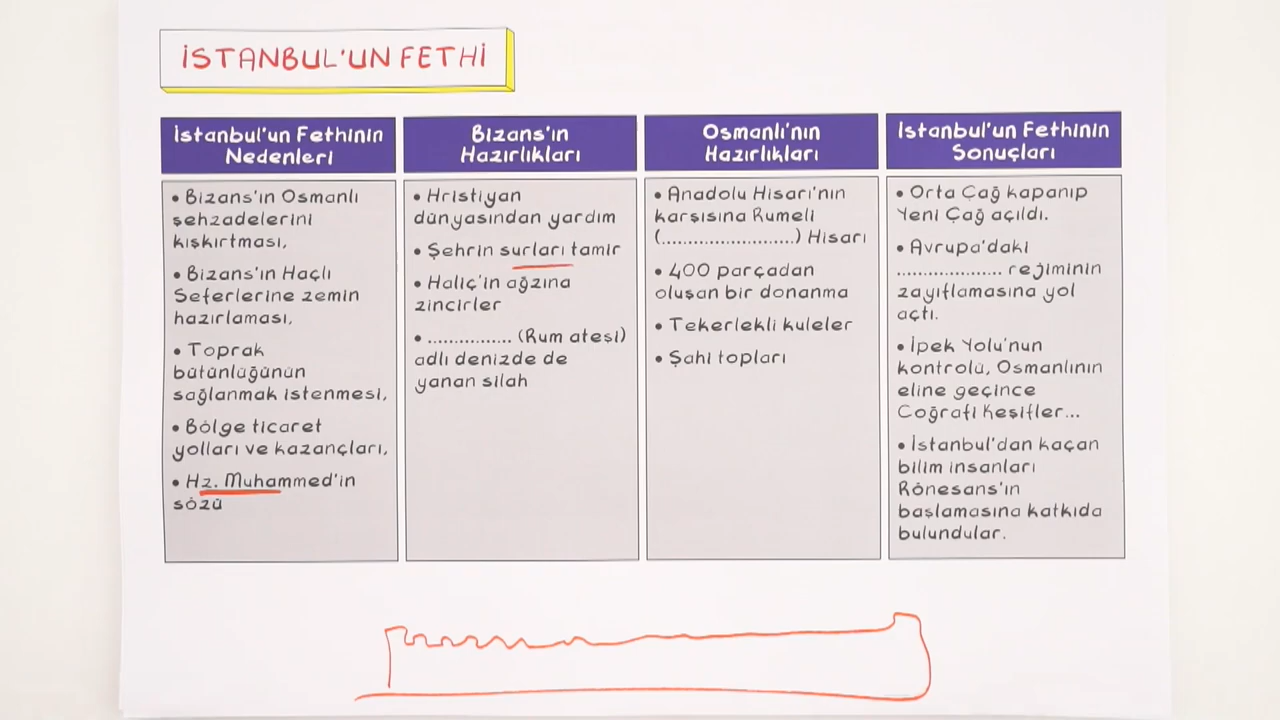 İSTANBUL'UN FETHİ
İstanbul'un Fethinin
Nedenleri
• Bizans'ın Osmanlı
şehzadelerini
kışkırtması,
• Bizans'ın Haçlı
Seferlerine zemin
hazırlaması,
• Toprak
bütünlüğünün
sağlanmak istenmesi,
• Bölge ticaret
yolları ve kazançları,
• Hz. Muhammed'in
sözü
Bizans'ın
Hazırlıkları
• Hristiyan
dünyasından yardım
• Şehrin surları tamir
• Haliç'in ağzına
zincirler
• ................ (Rum ateşi)
adlı denizde de
yanan silah
Osmanlı'nın
Hazırlıkları
• Anadolu Hisarı'nın
karşısına Rumeli
(.........................) Hisarı
• 400 parçadan
oluşan bir donanma
• Tekerlekli kuleler
• Şahi topları
İstanbul'un Fethinin
Sonuçları
• Orta Çağ kapanıp
Yeni Çağ açıldı.
• Avrupa'daki
.................... rejiminin
zayıflamasına yol
açtı.
• İpek Yolu'nun
kontrolü, Osmanlının
eline geçince
Coğrafi Keşifler...
• İstanbul'dan kaçan
bilim insanları
Rönesans'ın
başlamasına katkıda
bulundular.